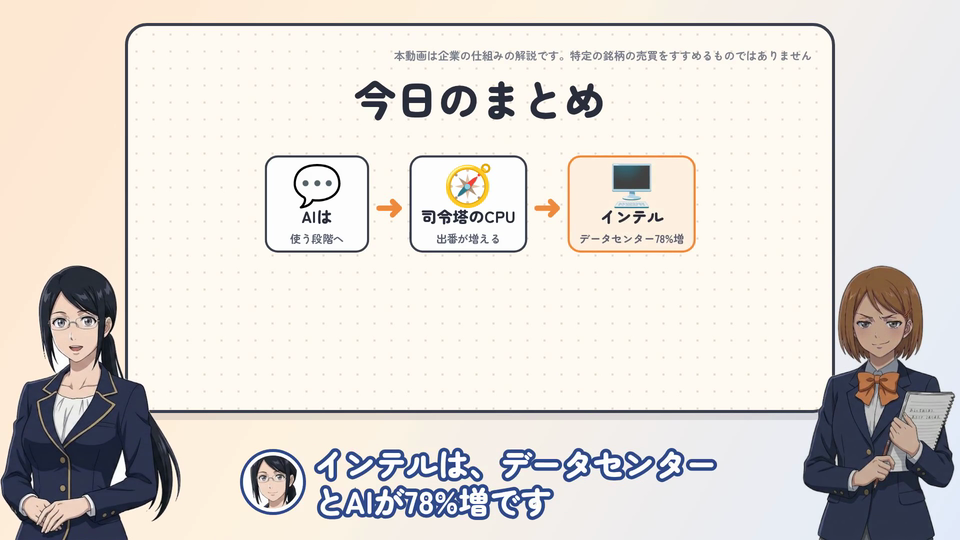 本動画は企業の仕組みの解説です。特定の銘柄の売買をすすめるものではありません
今日のまとめ
AIは
使う段階へ
司令塔のCPU
出番が増える
インテル
データセンター78%増
インテルは、データセンター
とAIが78%増です